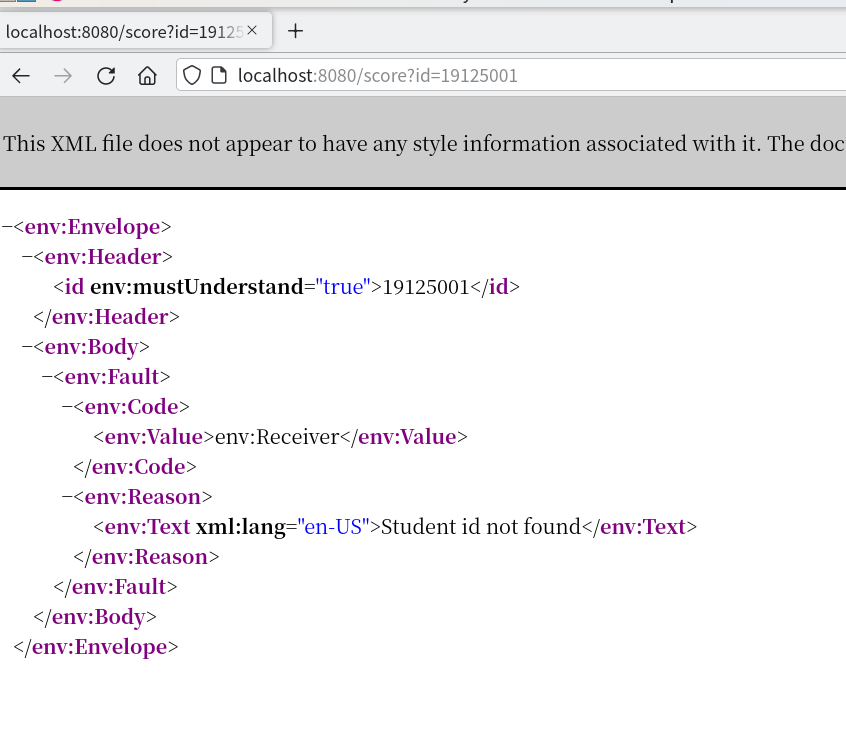 localhost:8080/score?id=19125
localhost:8080/score?id=19125001
This XML file does not appear to have any style information associated with it. The doc
−<env:Envelope>
−<env:Header>
<id env:mustUnderstand="true">19125001</id>
</env:Header>
−<env:Body>
−<env:Fault>
−<env:Code>
<env:Value>env:Receiver</env:Value>
</env:Code>
−<env:Reason>
<env:Text xml:lang="en-US">Student id not found</env:Text>
</env:Reason>
</env:Fault>
</env:Body>
</env:Envelope>